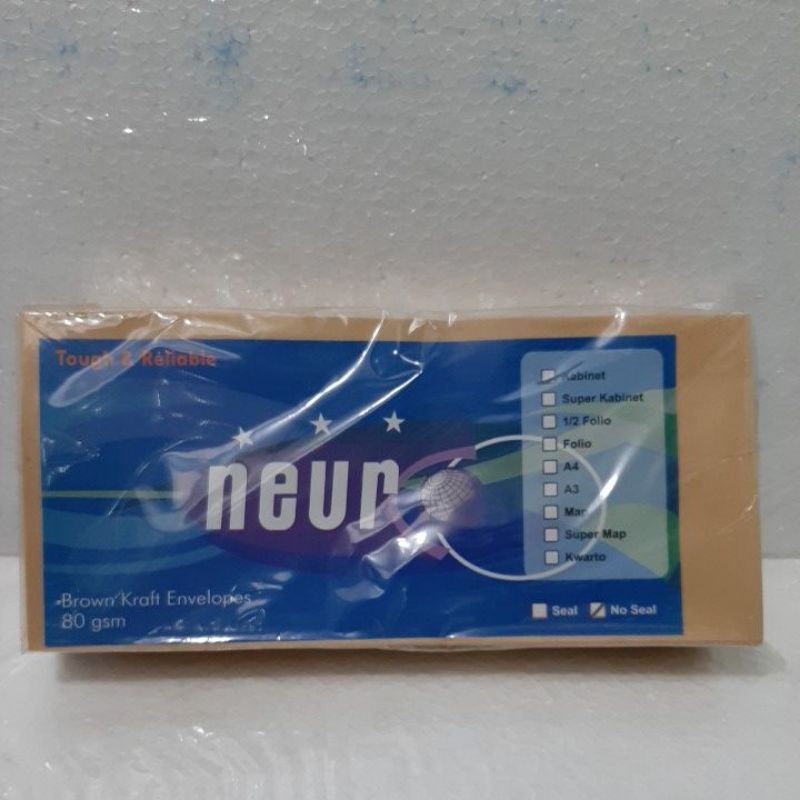 Tough & Reliable
neuro
Kabinet
Super Kabinet
1/2 Folio
Folio
A4
A3
Map
Super Map
Kwarto
Brown Kraft Envelopes
80 gsm
Seal
No Seal